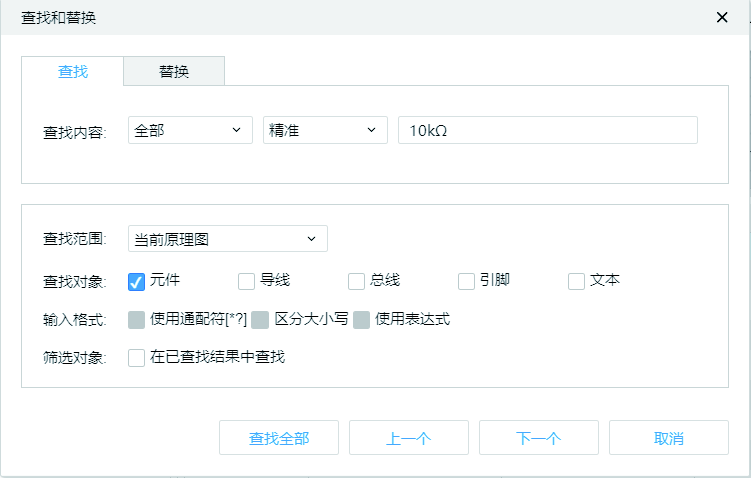 查找和替换
查找 替换
查找内容: 全部 精准 10kΩ
查找范围: 当前原理图
查找对象: 元件 导线 总线 引脚 文本
输入格式: 使用通配符[*?] 区分大小写 使用表达式
筛选对象: 在已查找结果中查找
查找全部 上一个 下一个 取消